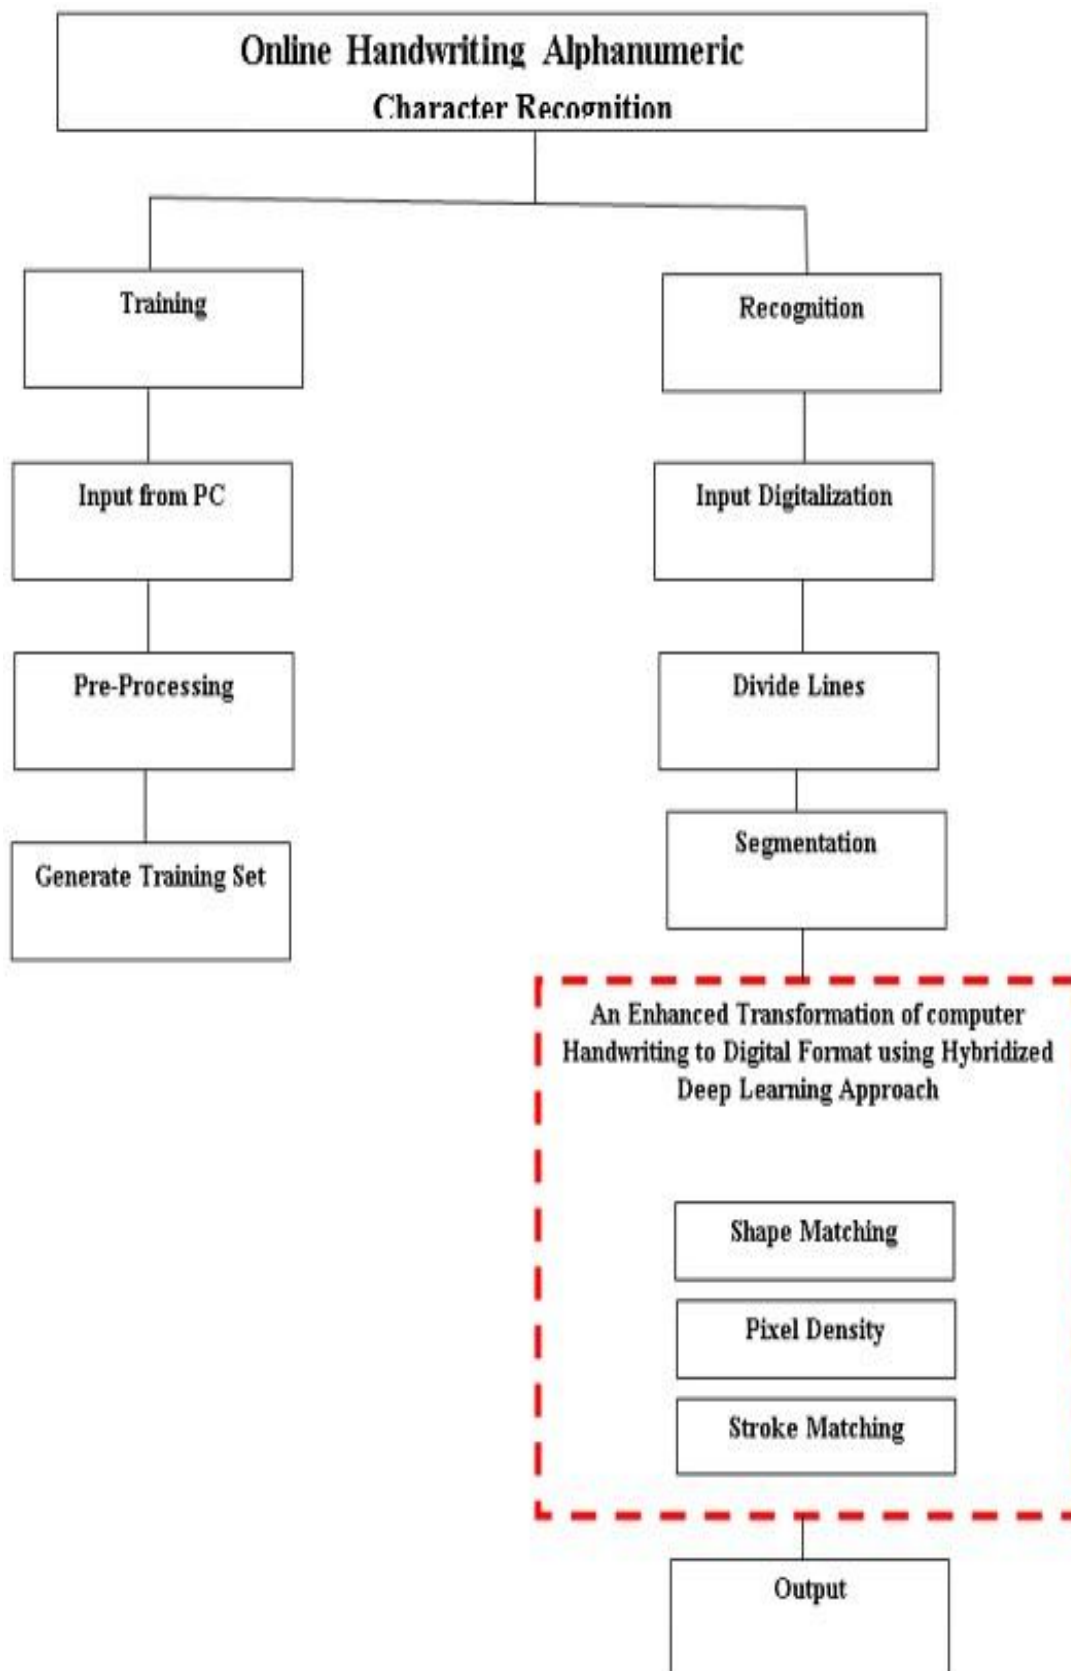 Online Handwriting Alphanumeric
Character Recognition
Training
Recognition
Input from PC
Input Digitalization
Pre-Processing
Divide Lines
Segmentation
Generate Training Set
An Enhanced Transformation of computer
Handwriting to Digital Format using Hybridized
Deep Learning Approach
Shape Matching
Pixel Density
Stroke Matching
Output